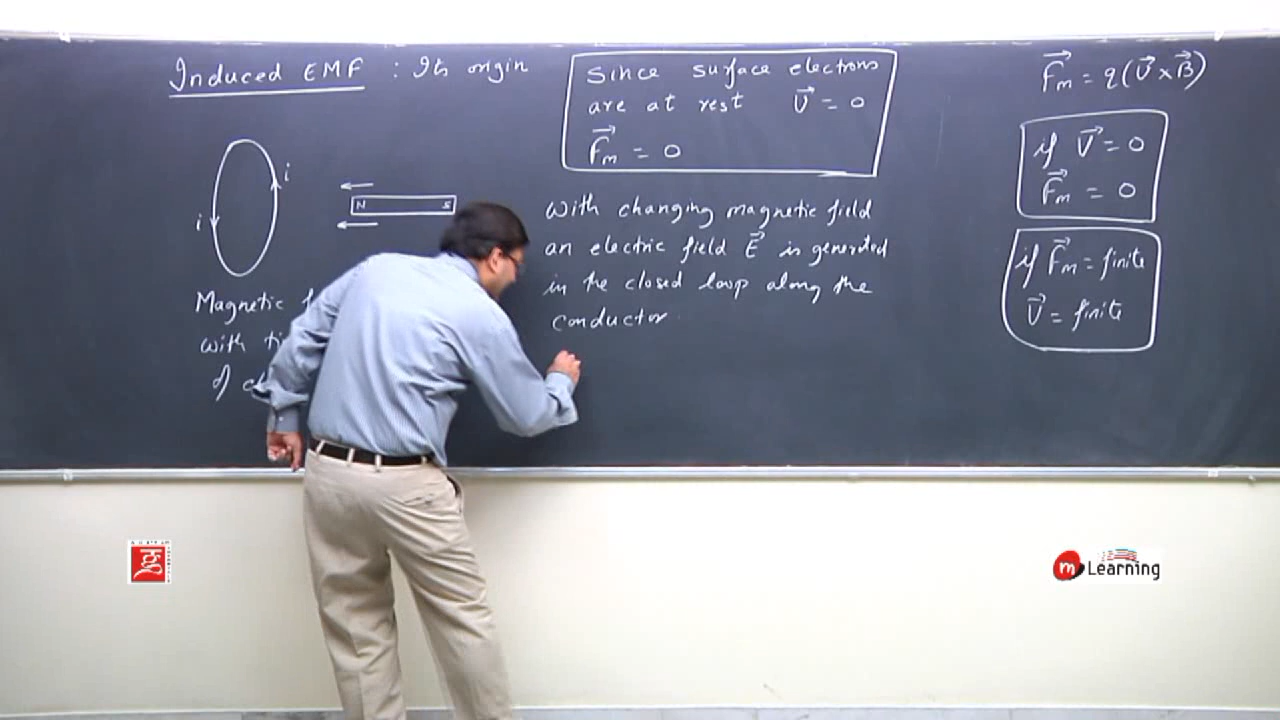 Induced EMF : Its origin
i
i
N S
Magnetic
with
of
Since surface electrons
are at rest V⃗ = 0
F⃗m = 0
With changing magnetic field
an electric field E⃗ is generated
in the closed loop along the
conductor
F⃗m = q(V⃗ × B⃗)
if V⃗ = 0
F⃗m = 0
if F⃗m = finite
V⃗ = finite
m Learning